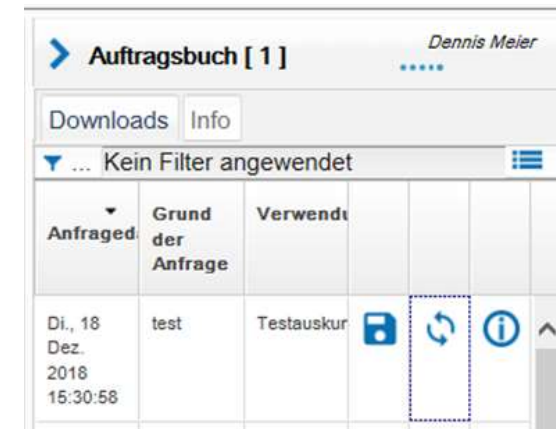 Auftragsbuch [ 1 ]
Dennis Meier
Downloads Info
... Kein Filter angewendet
Anfraged
Grund
der
Anfrage
Verwendu
Di., 18
Dez.
2018
15:30:58
test
Testauskun